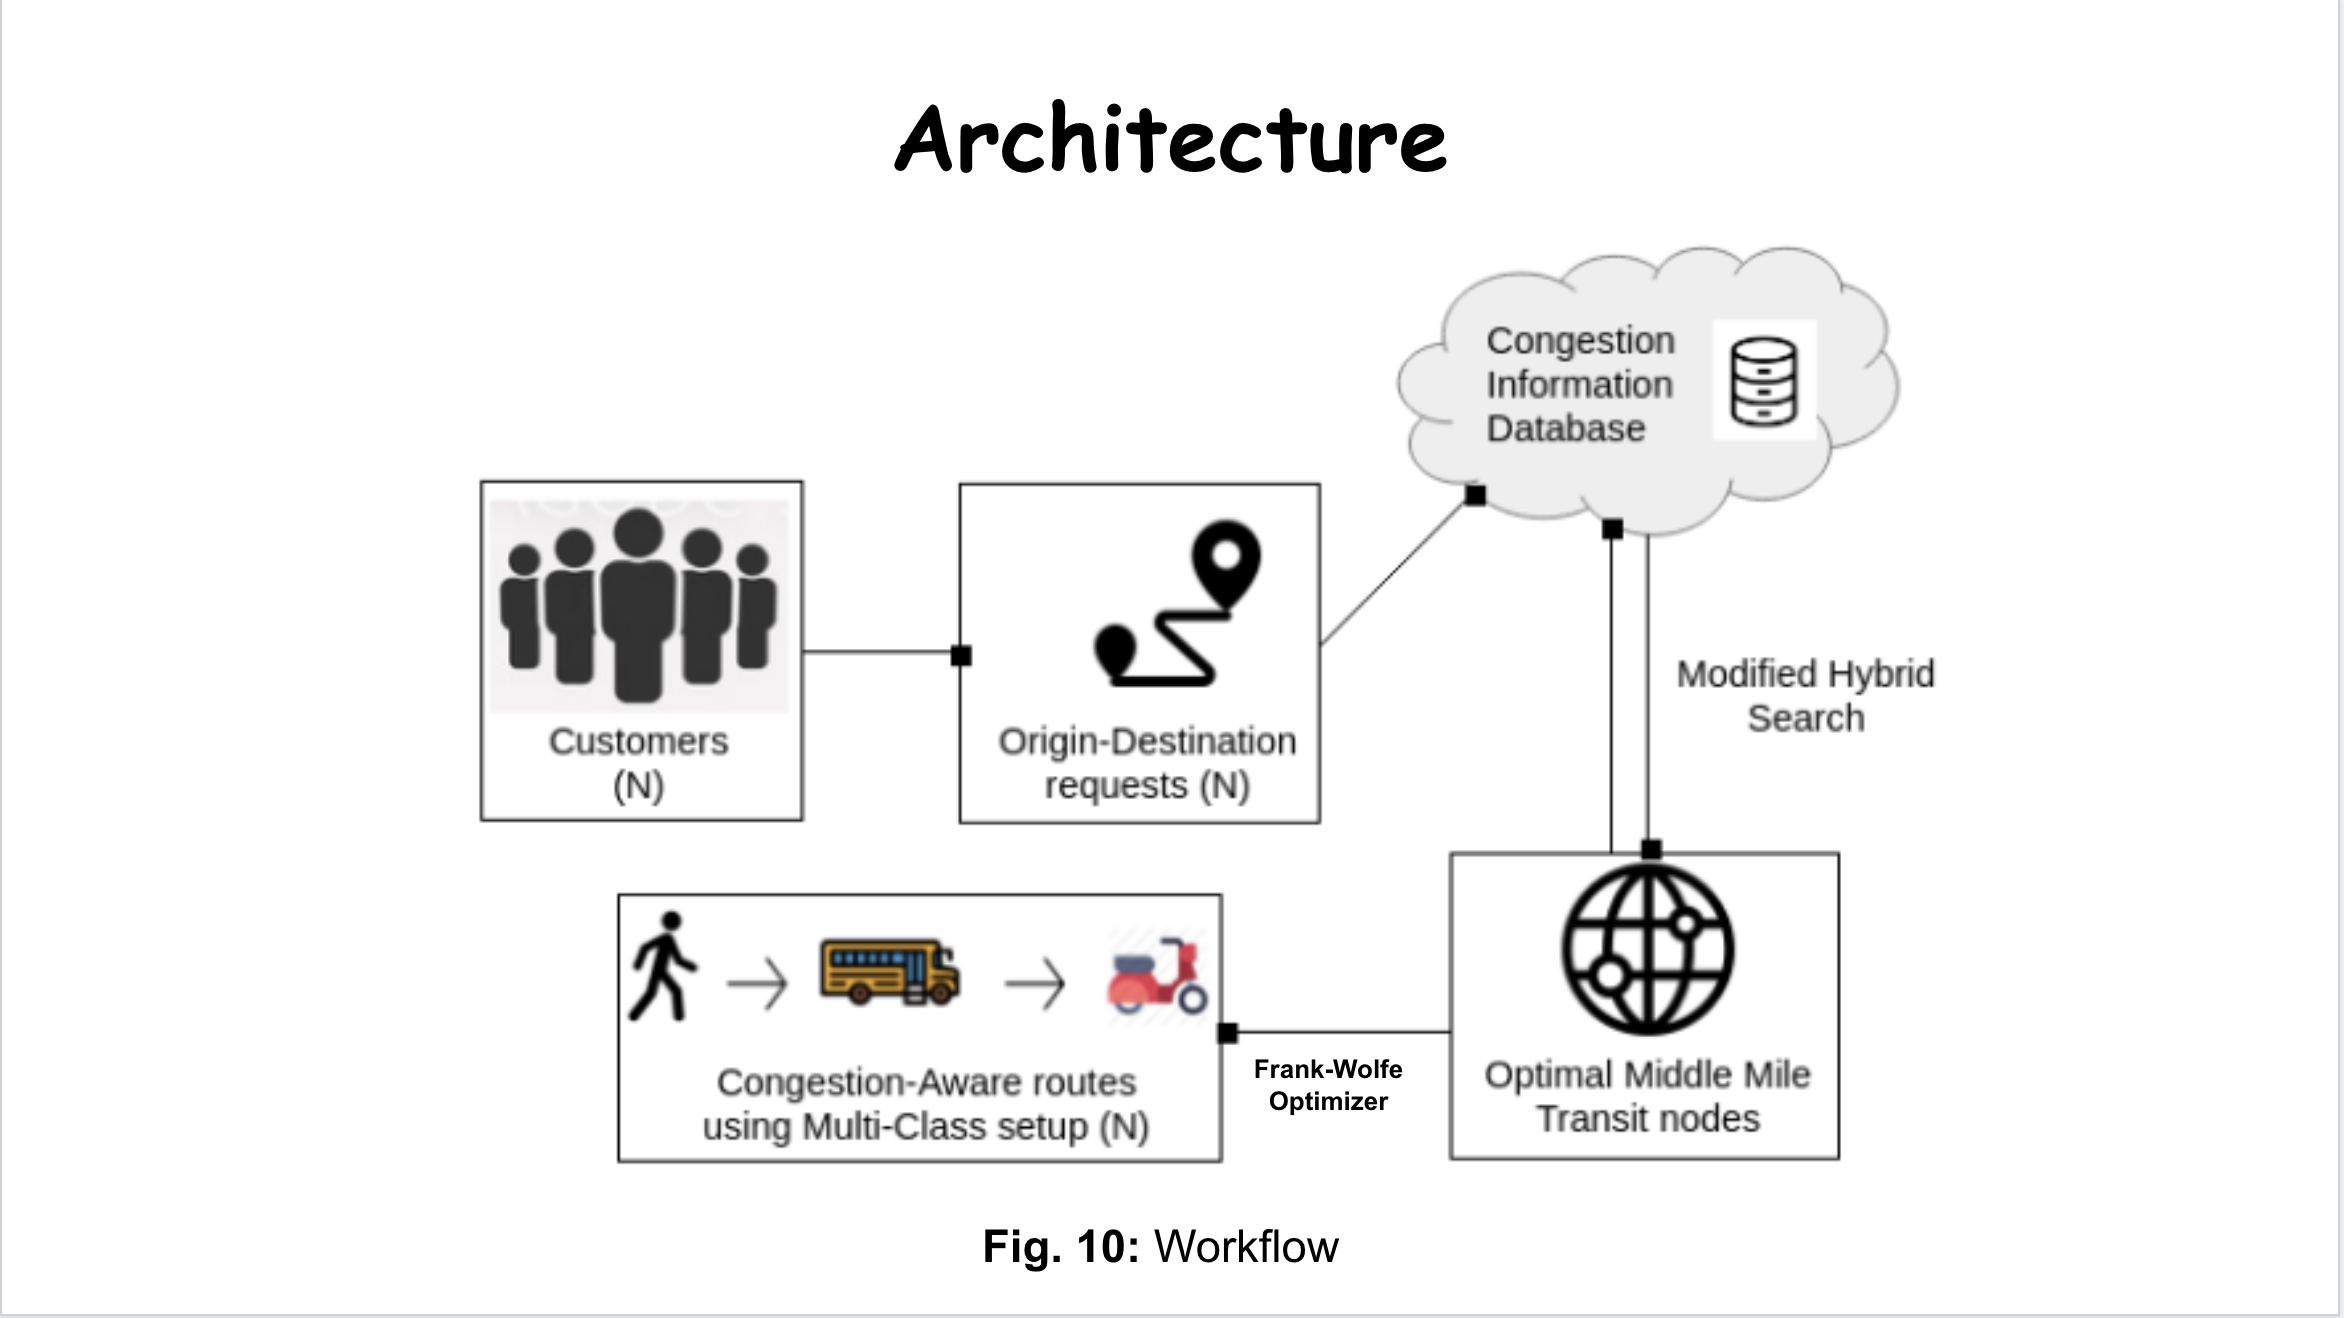 Architecture
Congestion
Information
Database
Customers
(N)
Origin-Destination
requests (N)
Modified Hybrid
Search
Congestion-Aware routes
using Multi-Class setup (N)
Frank-Wolfe
Optimizer
Optimal Middle Mile
Transit nodes
Fig. 10: Workflow